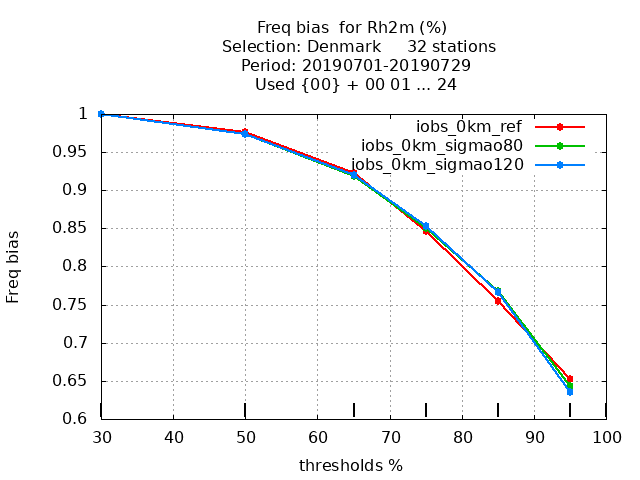 Freq bias  for Rh2m (%)
Selection: Denmark     32 stations
Period: 20190701-20190729
Used {00} + 00 01 ... 24
iobs_0km_ref
iobs_0km_sigmao80
iobs_0km_sigmao120
Freq bias
1
0.95
0.9
0.85
0.8
0.75
0.7
0.65
0.6
30 40 50 60 70 80 90 100
thresholds %